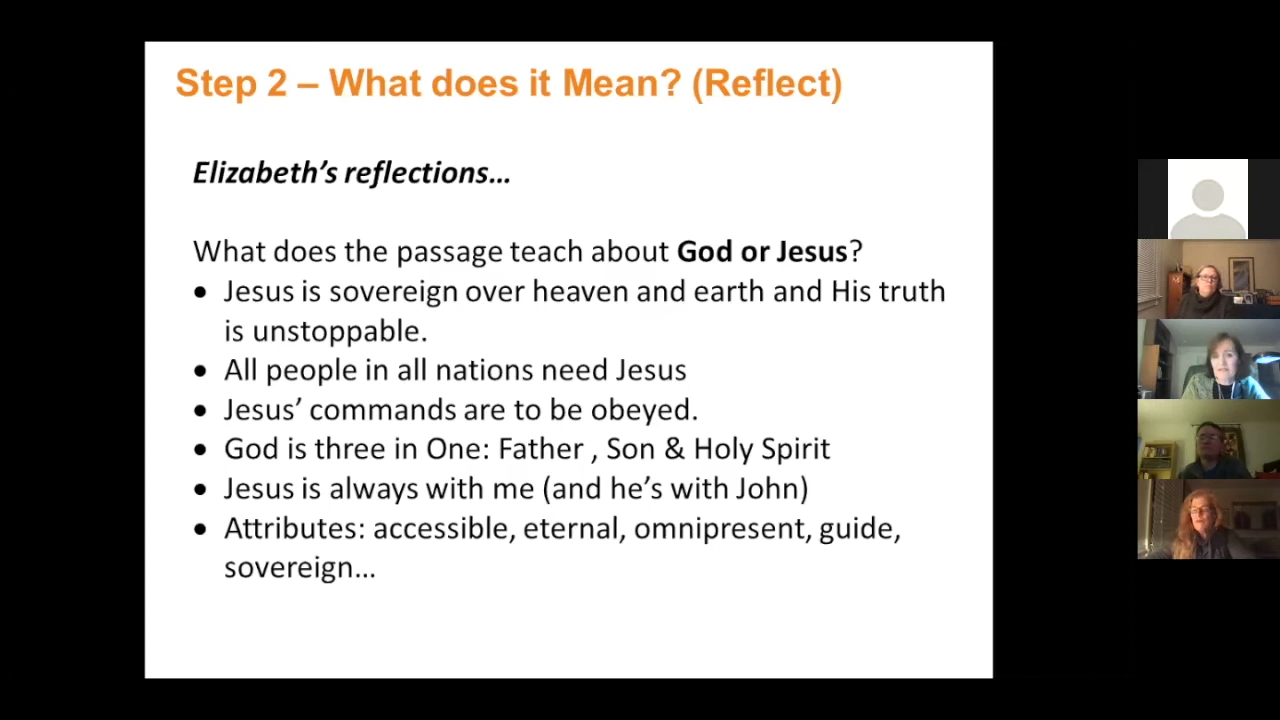 Step 2 – What does it Mean? (Reflect)
Elizabeth’s reflections…
What does the passage teach about God or Jesus?
• Jesus is sovereign over heaven and earth and His truth
is unstoppable.
• All people in all nations need Jesus
• Jesus’ commands are to be obeyed.
• God is three in One: Father , Son & Holy Spirit
• Jesus is always with me (and he’s with John)
• Attributes: accessible, eternal, omnipresent, guide,
sovereign…